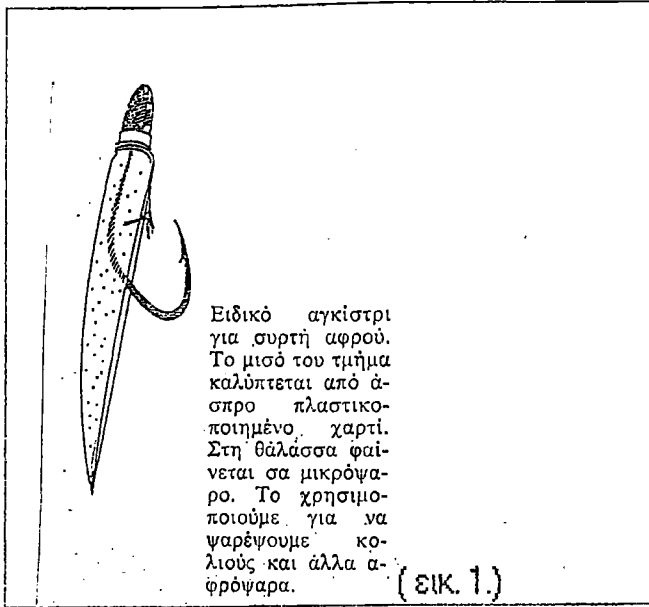 Ειδικό αγκίστρι
για συρτή αφρού.
Το μισό του τμήμα
καλύπτεται από ά-
σπρο πλαστικο-
ποιημένο χαρτί.
Στη θάλασσα φαί-
νεται σα μικρόψα-
ρο. Το χρησιμο-
ποιούμε για να
ψαρέψουμε κο-
λιούς και άλλα α-
φρόψαρα.
(εικ. 1.)